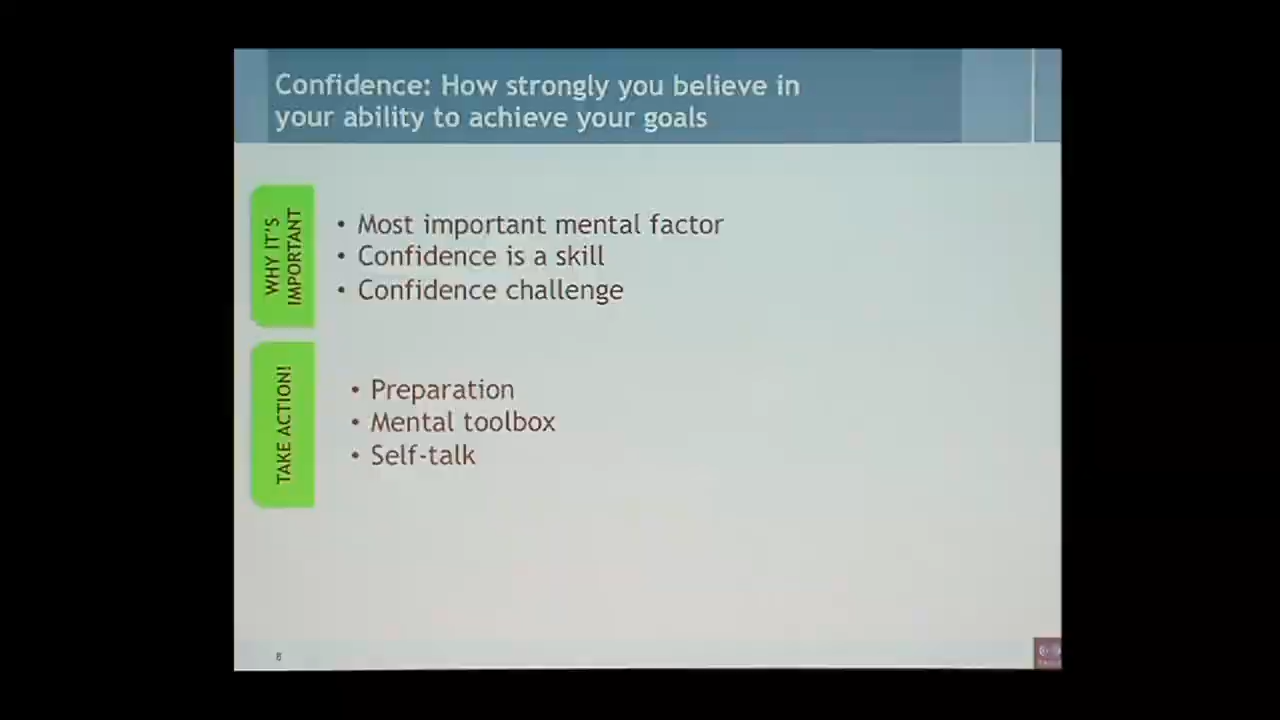 Confidence: How strongly you believe in
your ability to achieve your goals
WHY IT'S
IMPORTANT
• Most important mental factor
• Confidence is a skill
• Confidence challenge
TAKE ACTION!
• Preparation
• Mental toolbox
• Self-talk
8